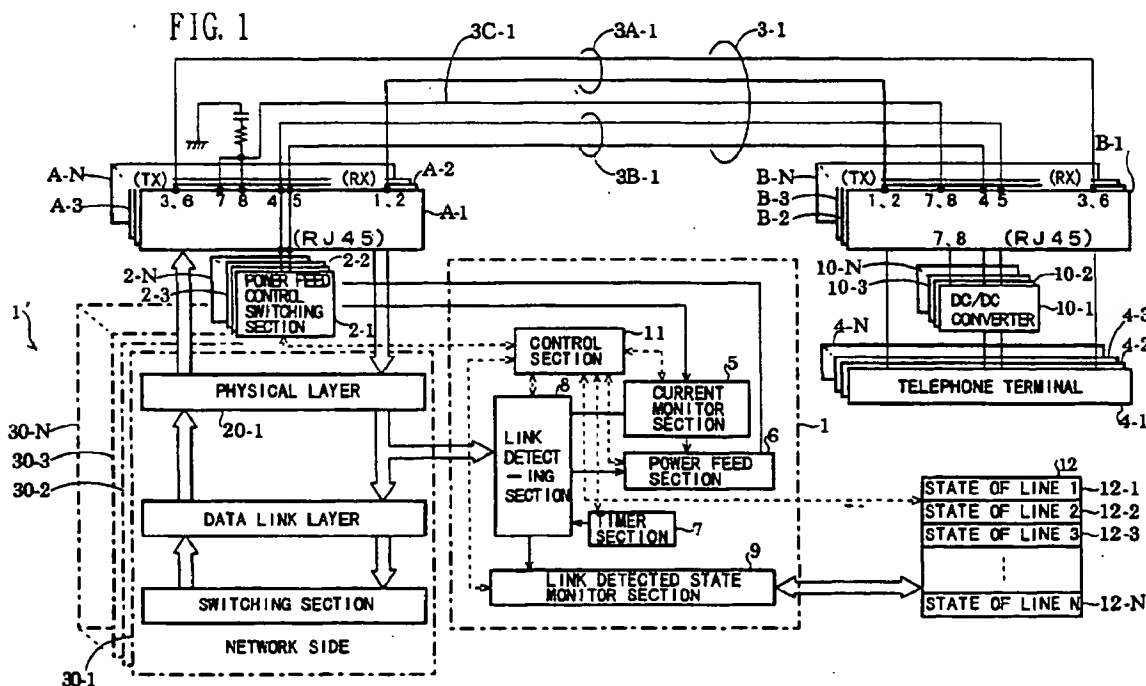 FIG. 1
3C-1
3A-1
3-1
3B-1
A-N
A-3
A-2
A-1
(TX)
(RX)
3、6
7
8
4
5
1、2
(RJ45)
B-1
B-N
B-3
B-2
(TX)
(RX)
1、2
7、8
4
5
3、6
7、8
(RJ45)
2-N
2-3
2-2
2-1
POWER FEED
CONTROL
SWITCHING
SECTION
10-N
10-3
10-2
10-1
DC/DC
CONVERTER
4-N
4-3
4-2
4-1
TELEPHONE TERMINAL
1'
11
CONTROL
SECTION
5
CURRENT
MONITOR
SECTION
8
LINK
DETECT
-ING
SECTION
6
POWER FEED
SECTION
1
TIMER
SECTION
7
9
LINK DETECTED STATE
MONITOR SECTION
PHYSICAL LAYER
20-1
30-N
30-3
30-2
DATA LINK LAYER
SWITCHING SECTION
NETWORK SIDE
30-1
12
STATE OF LINE 1
12-1
STATE OF LINE 2
12-2
STATE OF LINE 3
12-3
STATE OF LINE N
12-N